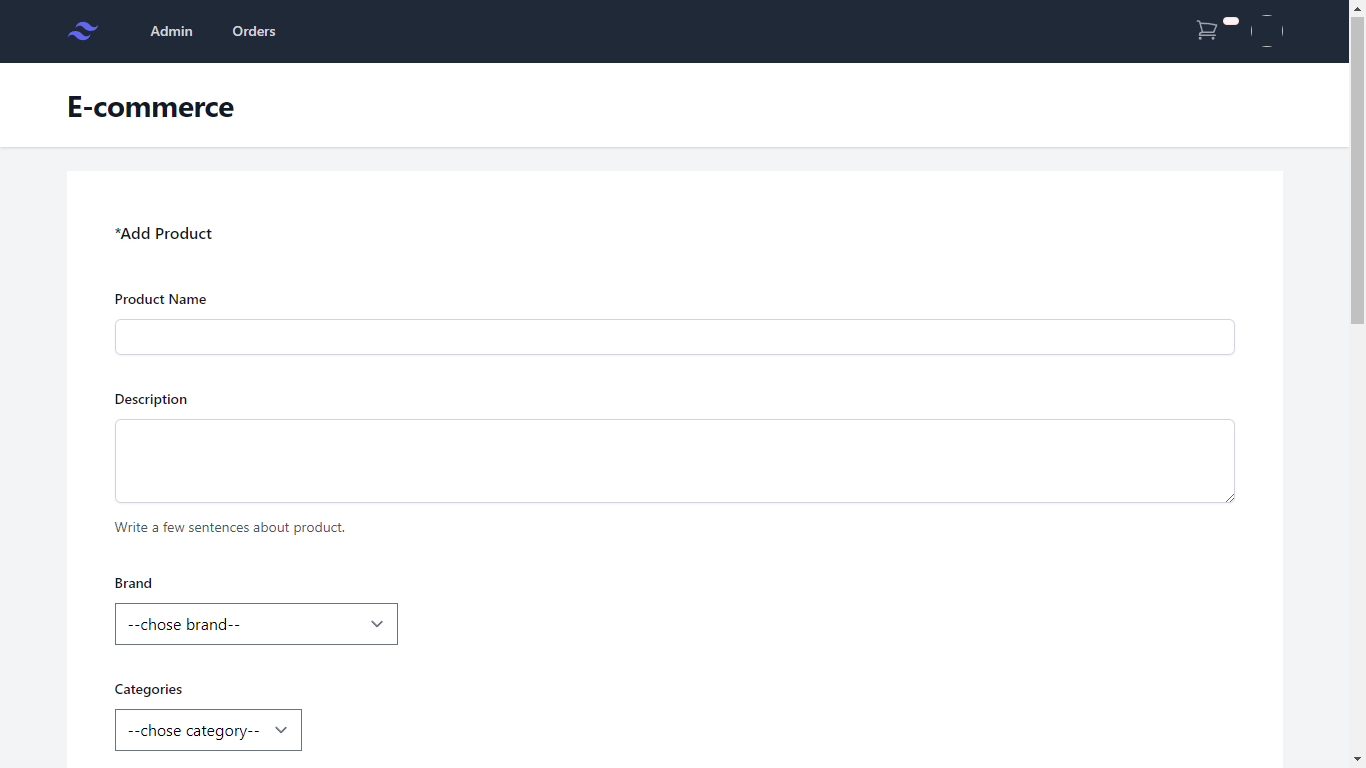 Admin Orders
E-commerce
*Add Product
Product Name
Description
Write a few sentences about product.
Brand
--chose brand--
Categories
--chose category--